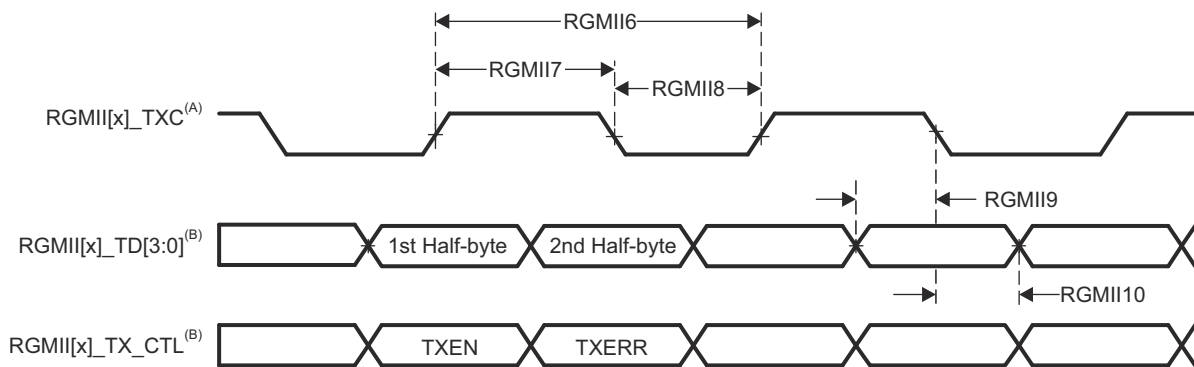 RGMII6
RGMII7
RGMII8
RGMII[x]_TXC(A)
RGMII9
RGMII[x]_TD[3:0](B)
1st Half-byte
2nd Half-byte
RGMII10
RGMII[x]_TX_CTL(B)
TXEN
TXERR